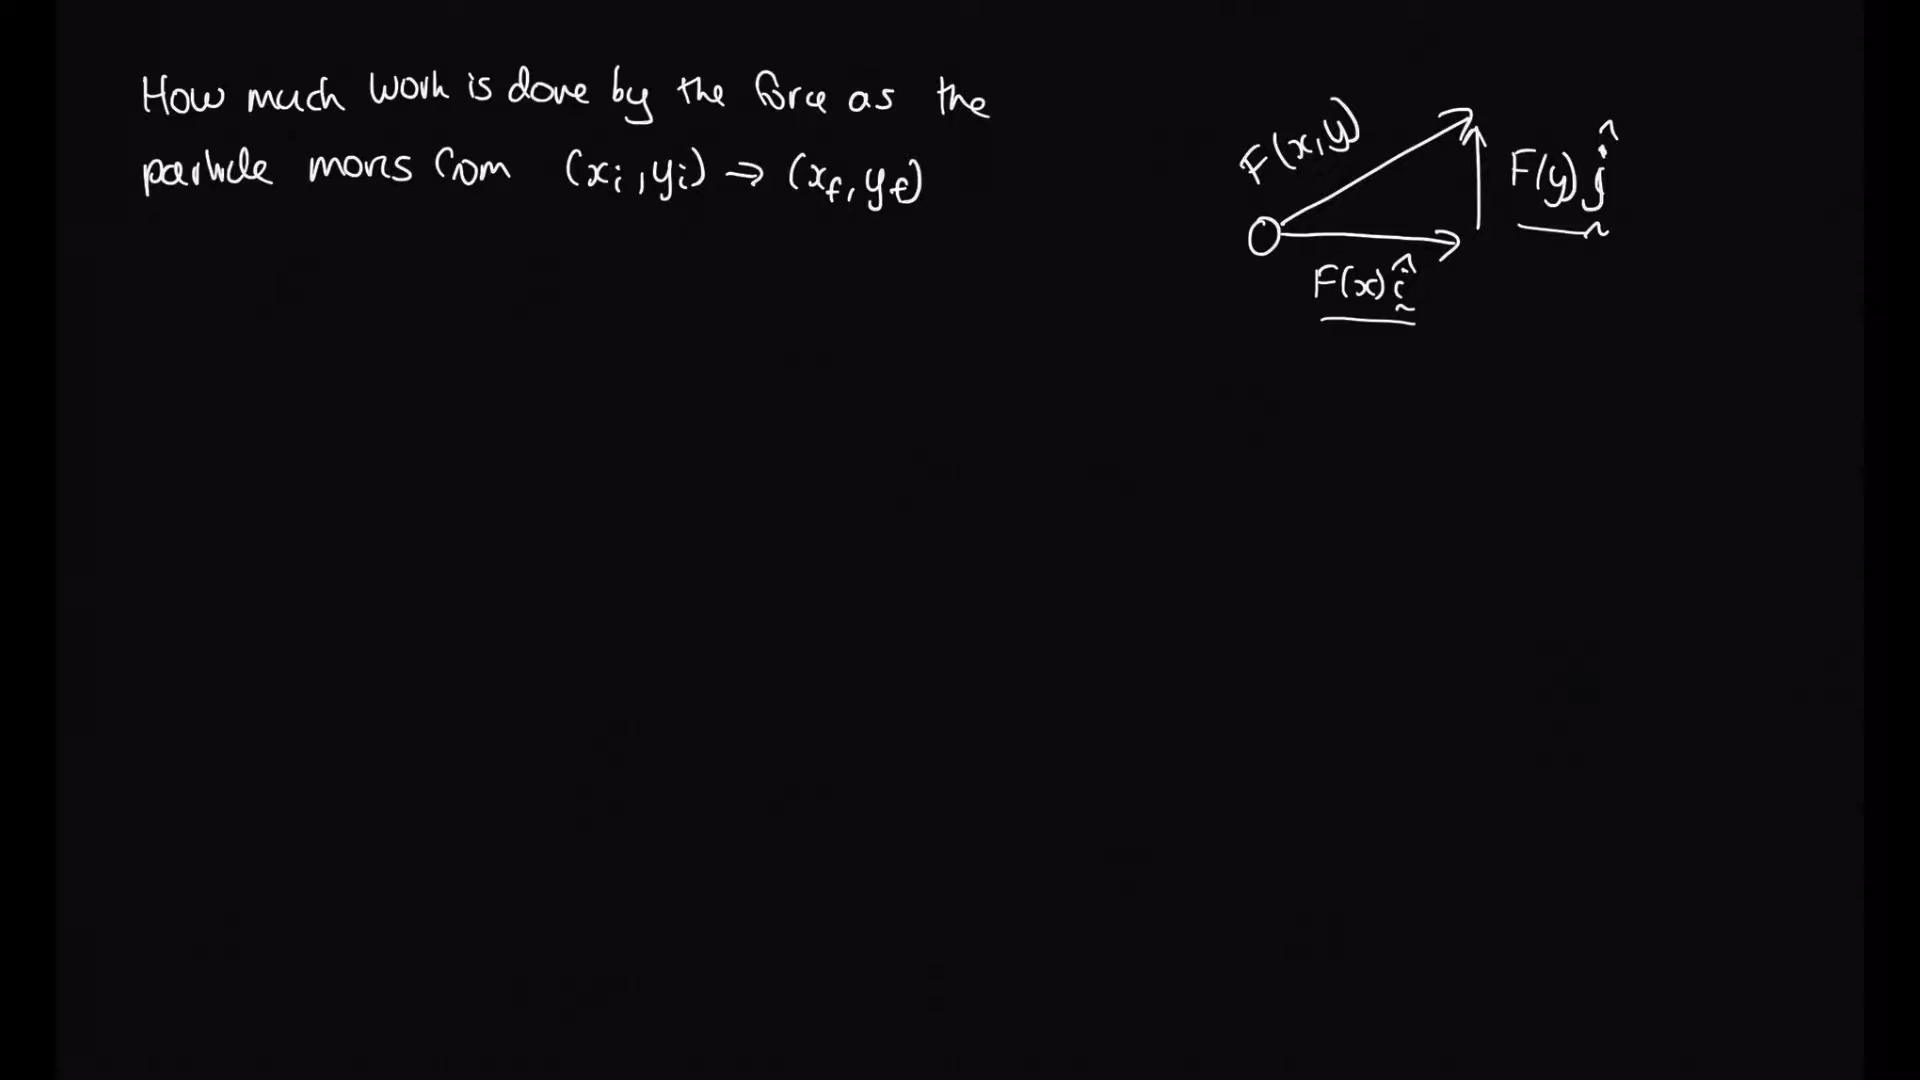 How much work is done by the force as the
particle moves from (xi, yi) ⇒ (xf, yf)
F(x,y)
F(y) ĵ
F(x) î